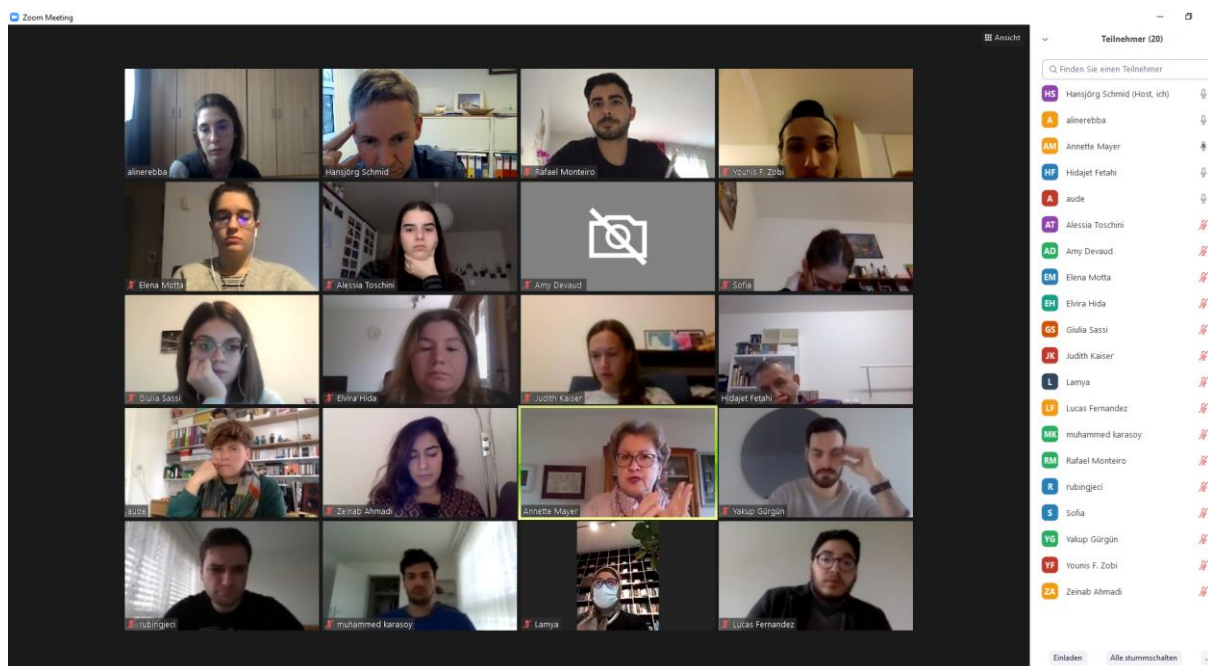 Zoom Meeting
Ansicht
alinerebba
Hansjörg Schmid
Rafael Monteiro
Younis F. Zobi
Elena Motta
Alessia Toschini
Amy Devaud
Sofia
Giulia Sassi
Elvira Hida
Judith Kaiser
Hidajet Fetahi
aude
Zeinab Ahmadi
Annette Mayer
Yakup Gürgün
rubingjeci
muhammed karasoy
Lamya
Lucas Fernandez
Teilnehmer (20)
Finden Sie einen Teilnehmer
HS Hansjörg Schmid (Host, ich)
A alinerebba
AM Annette Mayer
HF Hidajet Fetahi
A aude
AT Alessia Toschini
AD Amy Devaud
EM Elena Motta
EH Elvira Hida
GS Giulia Sassi
JK Judith Kaiser
L Lamya
LF Lucas Fernandez
MK muhammed karasoy
RM Rafael Monteiro
R rubingjeci
S Sofia
YG Yakup Gürgün
YF Younis F. Zobi
ZA Zeinab Ahmadi
Einladen Alle stummschalten